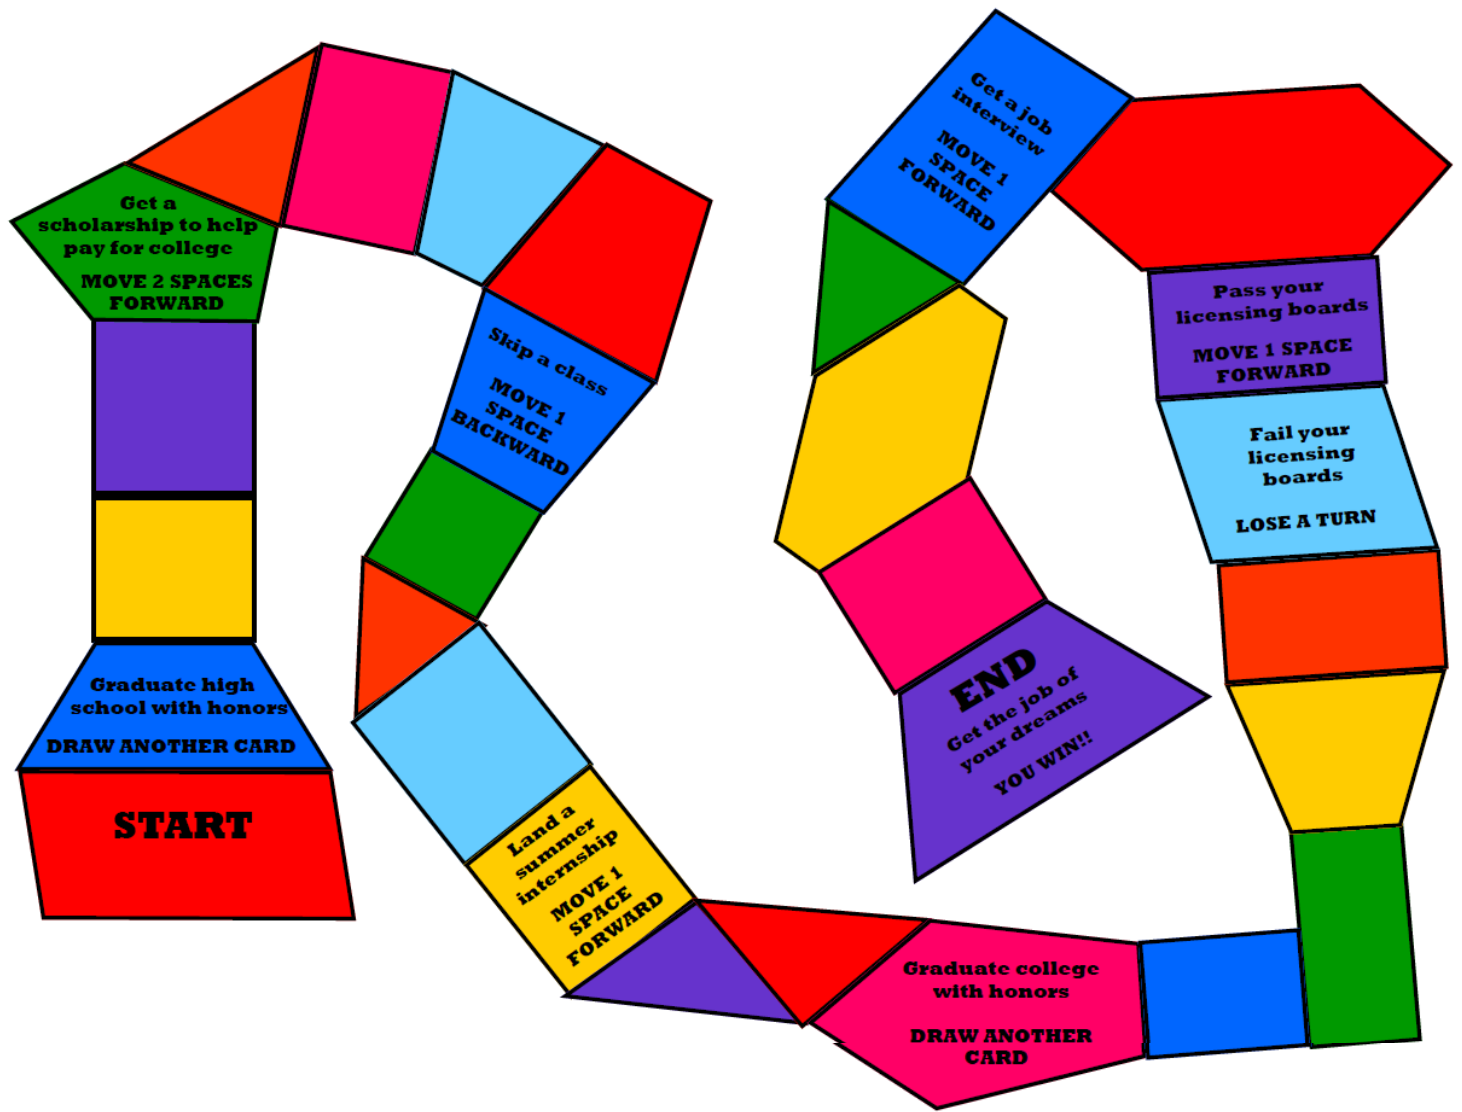 START
Graduate high
school with honors
DRAW ANOTHER CARD
Get a
scholarship to help
pay for college
MOVE 2 SPACES
FORWARD
Skip a class
MOVE 1
SPACE
BACKWARD
Land a
summer
internship
MOVE 1
SPACE
FORWARD
Graduate college
with honors
DRAW ANOTHER
CARD
Fail your
licensing
boards
LOSE A TURN
Pass your
licensing boards
MOVE 1 SPACE
FORWARD
Get a job
interview
MOVE 1
SPACE
FORWARD
END
Get the job of
your dreams
YOU WIN!!